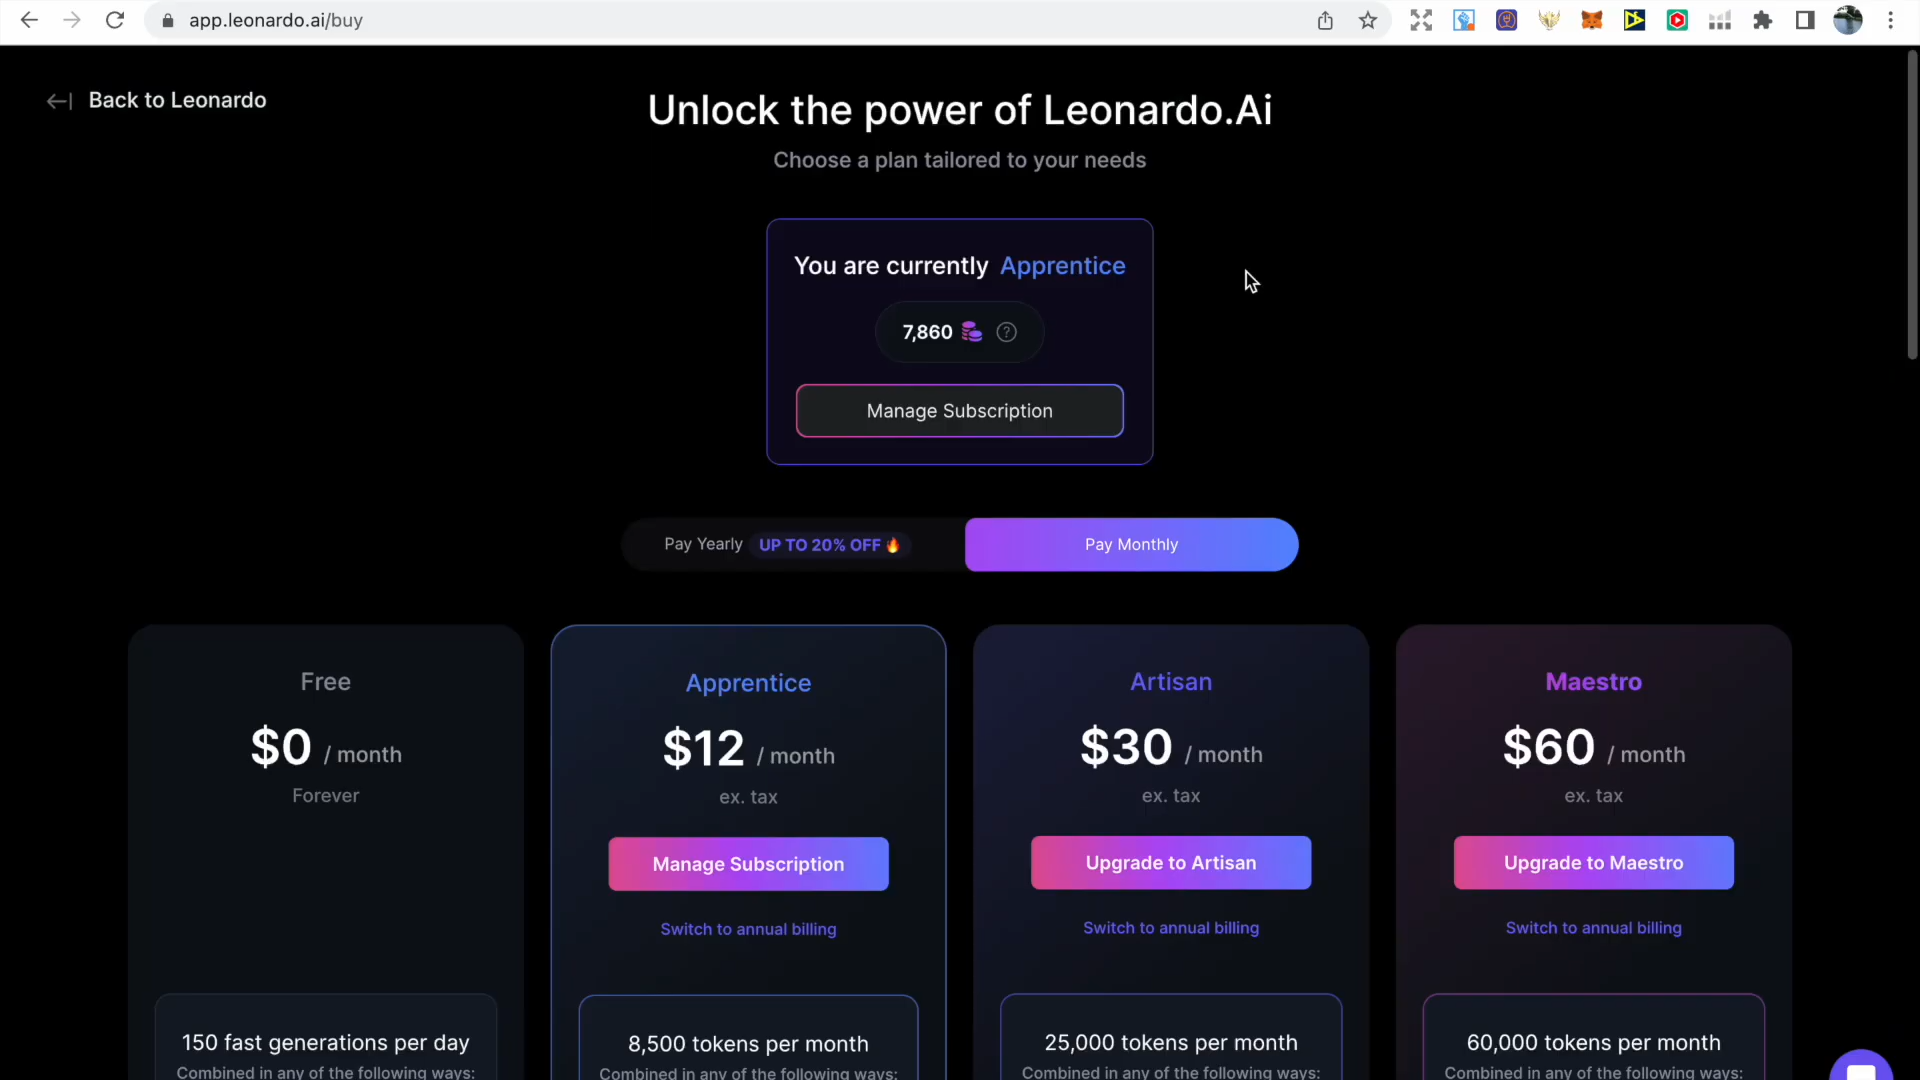 app.leonardo.ai/buy
Back to Leonardo
Unlock the power of Leonardo.Ai
Choose a plan tailored to your needs
You are currently Apprentice
7,860
Manage Subscription
Pay Yearly UP TO 20% OFF🔥
Pay Monthly
Free
$0 / month
Forever
150 fast generations per day
Combined in any of the following ways:
Apprentice
$12 / month
ex. tax
Manage Subscription
Switch to annual billing
8,500 tokens per month
Combined in any of the following ways:
Artisan
$30 / month
ex. tax
Upgrade to Artisan
Switch to annual billing
25,000 tokens per month
Combined in any of the following ways:
Maestro
$60 / month
ex. tax
Upgrade to Maestro
Switch to annual billing
60,000 tokens per month
Combined in any of the following ways: